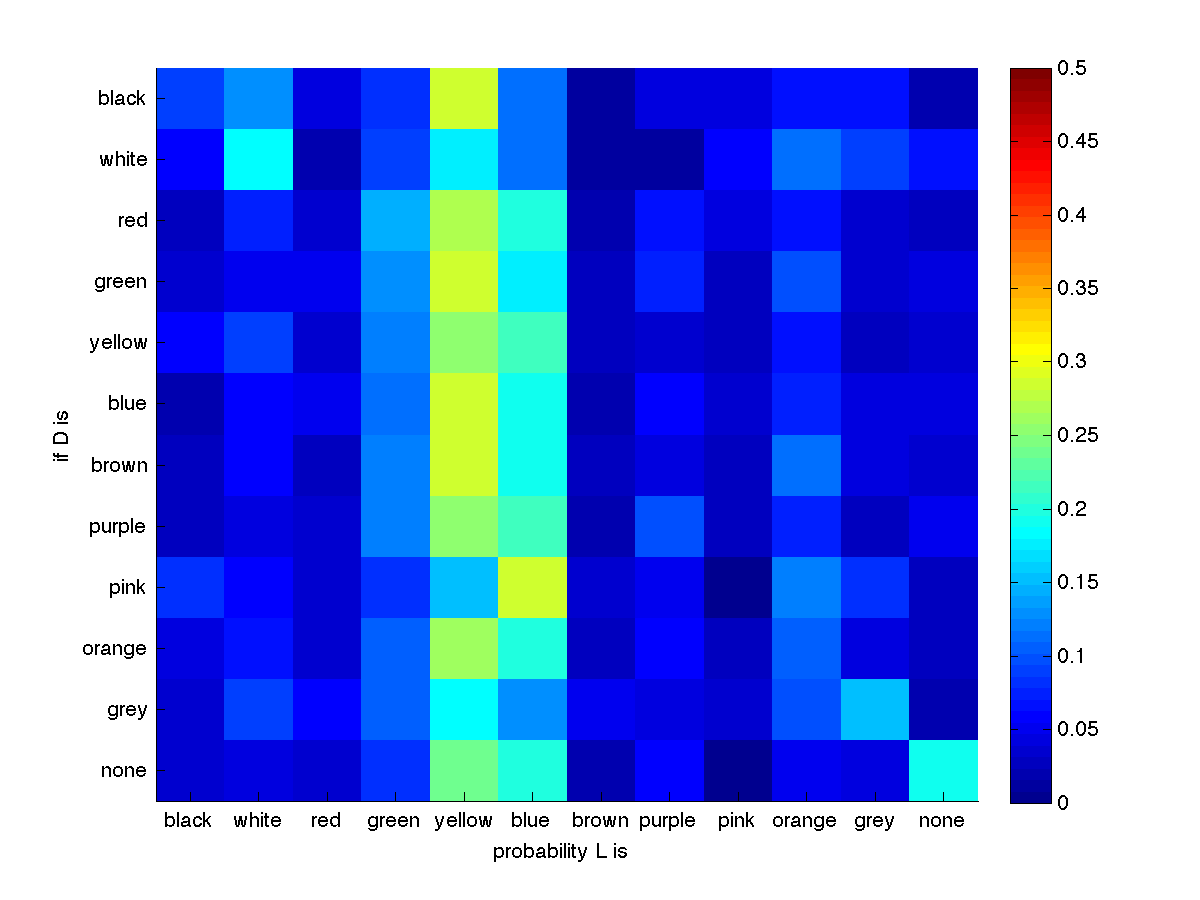 black
white
red
green
yellow
blue
brown
purple
pink
orange
grey
none
if D is
black white red green yellow blue brown purple pink orange grey none
probability L is
0.5
0.45
0.4
0.35
0.3
0.25
0.2
0.15
0.1
0.05
0